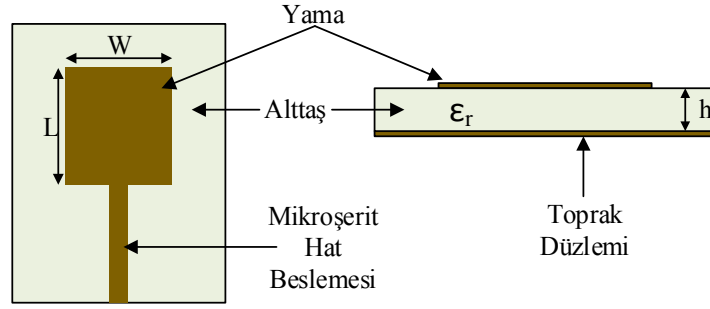 Yama
W
L
Alttaş
εr
h
Mikroşerit
Hat
Beslemesi
Toprak
Düzlemi